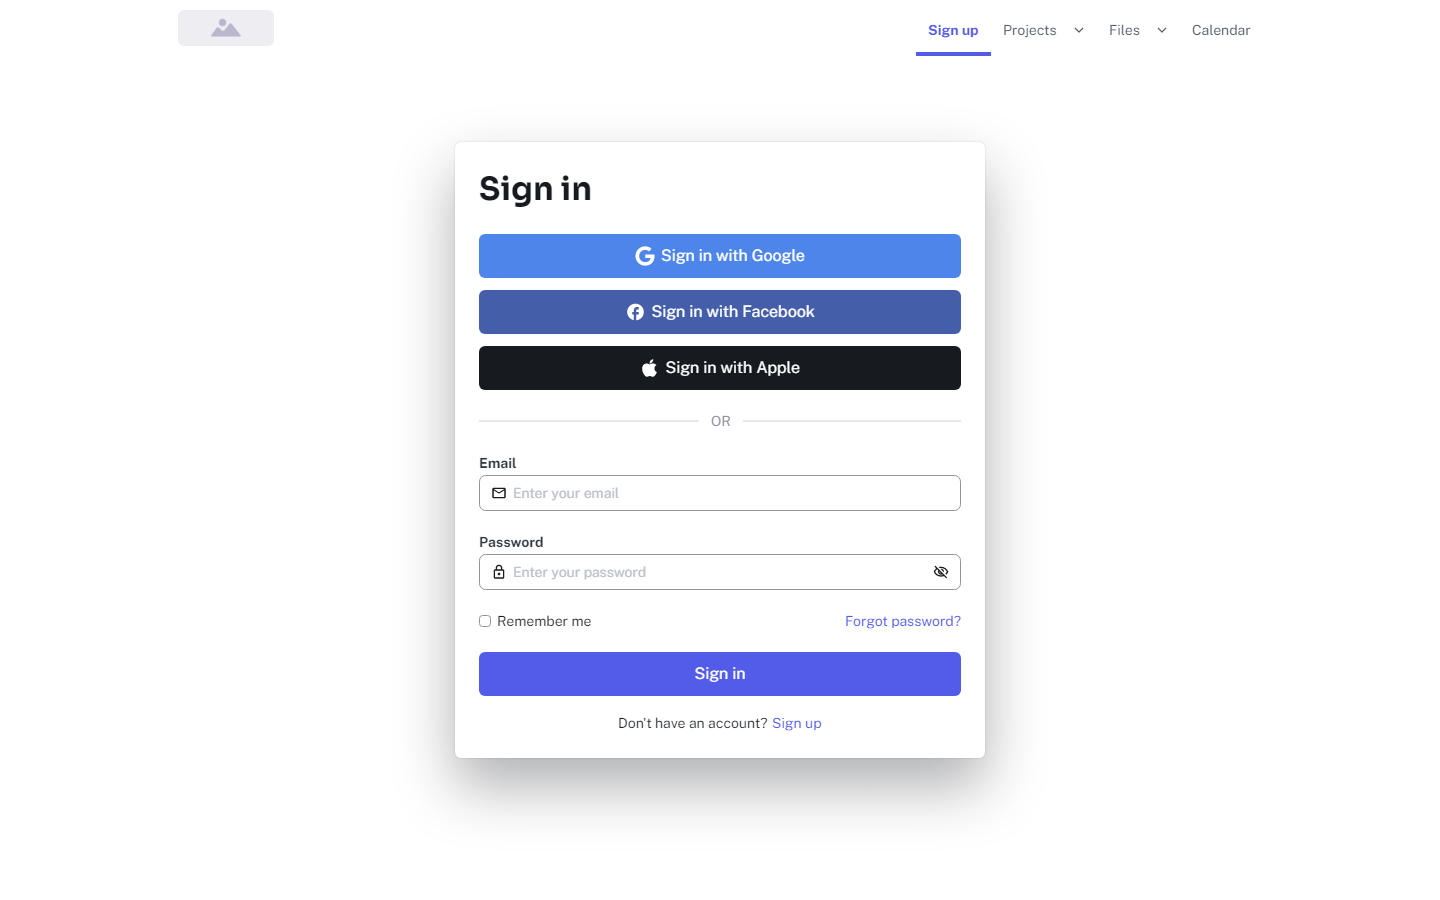 Sign up Projects Files Calendar
Sign in
Sign in with Google
Sign in with Facebook
Sign in with Apple
OR
Email
Enter your email
Password
Enter your password
Remember me Forgot password?
Sign in
Don't have an account? Sign up